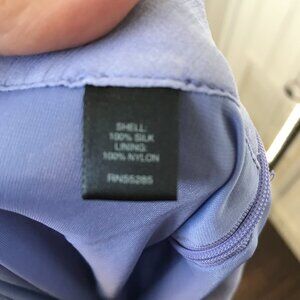 SHELL:
100% SILK
LINING:
100% NYLON
RN55285